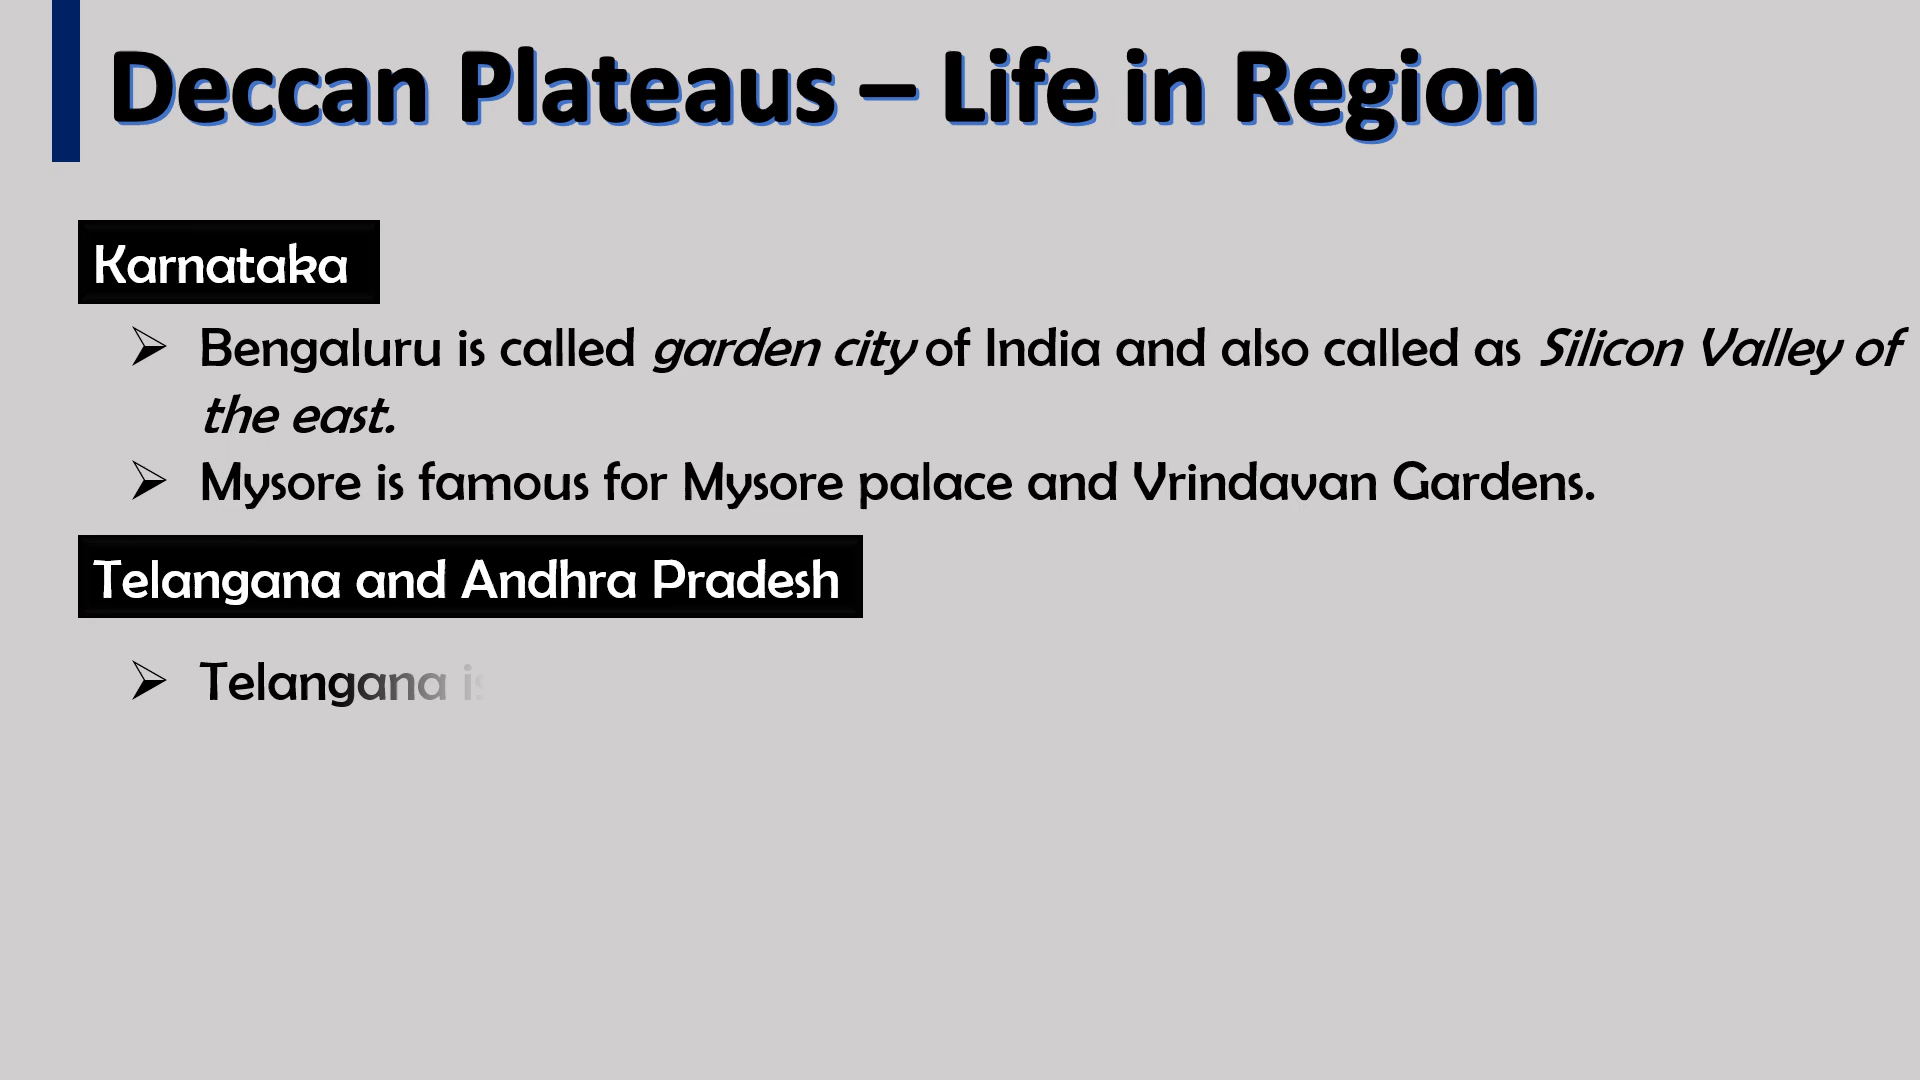 Deccan Plateaus – Life in Region
Karnataka
➢ Bengaluru is called garden city of India and also called as Silicon Valley of
the east.
➢ Mysore is famous for Mysore palace and Vrindavan Gardens.
Telangana and Andhra Pradesh
➢ Telangana is